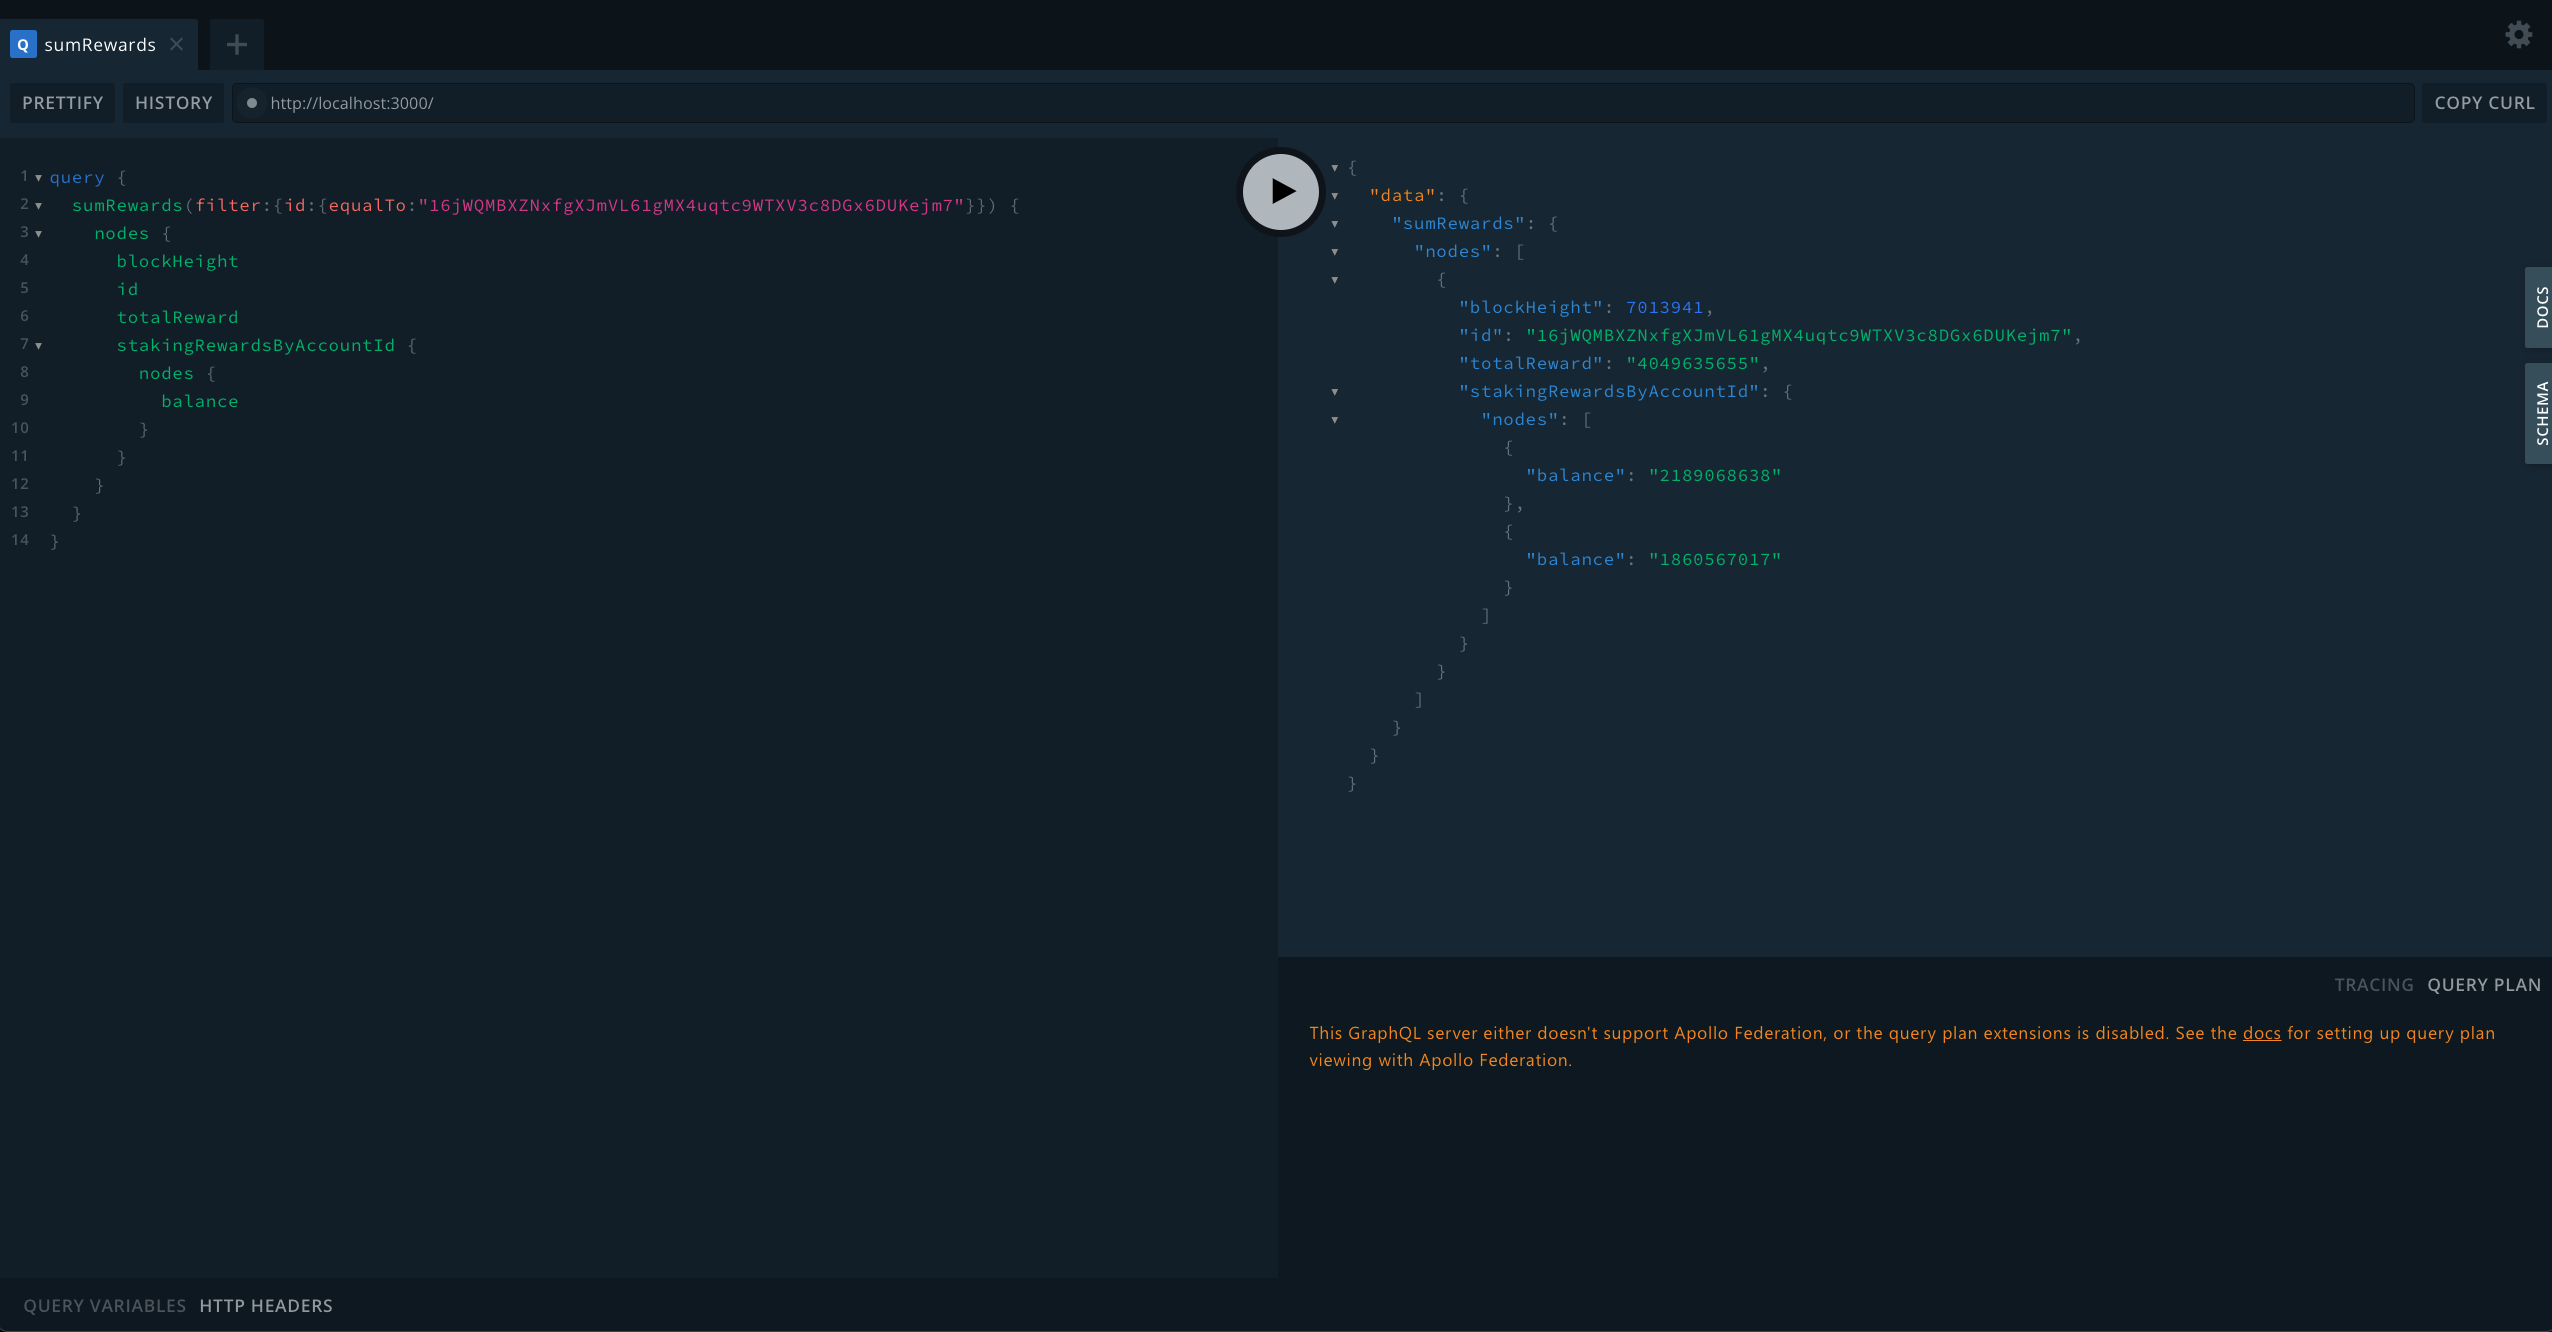 Q sumRewards
PRETTIFY HISTORY http://localhost:3000/ COPY CURL
1 query {
2 sumRewards(filter:{id:{equalTo:"16jWQMBXZNxfgXJmVL61gMX4uqtc9WTXV3c8DGx6DUKejm7"}}) {
3 nodes {
4 blockHeight
5 id
6 totalReward
7 stakingRewardsByAccountId {
8 nodes {
9 balance
10 }
11 }
12 }
13 }
14 }
{
"data": {
"sumRewards": {
"nodes": [
{
"blockHeight": 7013941,
"id": "16jWQMBXZNxfgXJmVL61gMX4uqtc9WTXV3c8DGx6DUKejm7",
"totalReward": "4049635655",
"stakingRewardsByAccountId": {
"nodes": [
{
"balance": "2189068638"
},
{
"balance": "1860567017"
}
]
}
}
]
}
}
}
DOCS
SCHEMA
TRACING QUERY PLAN
This GraphQL server either doesn't support Apollo Federation, or the query plan extensions is disabled. See the docs for setting up query plan
viewing with Apollo Federation.
QUERY VARIABLES HTTP HEADERS